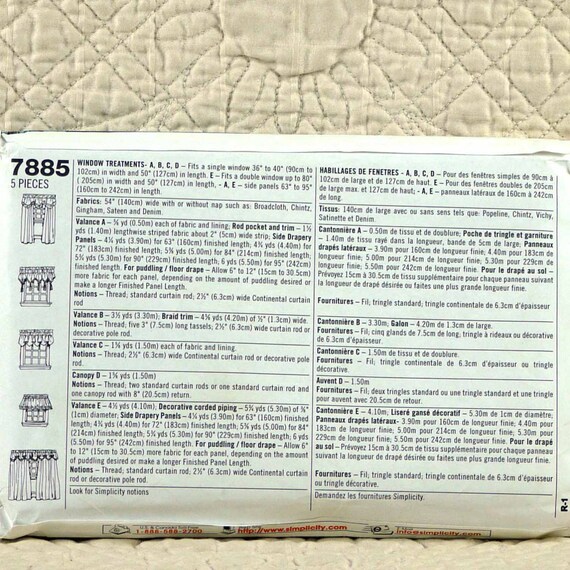 7885
5 PIECES
WINDOW TREATMENTS- A, B, C, D – Fits a single window 36" to 40" (90cm to
102cm) in width and 50" (127cm) in length. E – Fits a double window up to 80"
( 205cm) in width and 50" (127cm) in length, - A, E – side panels 63" to 95"
(160cm to 242cm) in length.
Fabrics: 54" (140cm) wide with or without nap such as: Broadcloth, Chintz,
Gingham, Sateen and Denim.
Valance A – ½ yd (0.50m) each of fabric and lining; Rod pocket and trim – 1½
yds (1.40m) lengthwise striped fabric about 2" (5cm) wide strip; Side Drapery
Panels – 4¼ yds (3.90m) for 63" (160cm) finished length; 4¾ yds (4.40m) for
72" (183cm) finished length; 5⅜ yds (5.00m) for 84" (214cm) finished length;
5¾ yds (5.30m) for 90" (229cm) finished length; 6 yds (5.50m) for 95" (242cm)
finished length. For puddling / floor drape – Allow 6" to 12" (15cm to 30.5cm)
more fabric for each panel, depending on the amount of puddling desired or
make a longer Finished Panel Length.
Notions – Thread; standard curtain rod; 2½" (6.3cm) wide Continental curtain
rod
Valance B – 3½ yds (3.30m); Braid trim – 4⅝ yds (4.20m) of ½" (1.3cm) wide.
Notions – Thread; five 3" (7.5cm) long tassels; 2½" (6.3cm) wide curtain rod or
decorative pole rod.
Valance C – 1⅝ yds (1.50m) each of fabric and lining.
Notions – Thread; 2½" (6.3cm) wide Continental curtain rod or decorative pole
rod.
Canopy D – 1⅝ yds (1.50m)
Notions – Thread; two standard curtain rods or one standard curtain rod and
one canopy rod with 8" (20.5cm) return.
Valance E – 4½ yds (4.10m); Decorative corded piping – 5¾ yds (5.30m) of ⅜"
(1cm) diameter; Side Drapery Panels – 4¼ yds (3.90m) for 63" (160cm) finished
length; 4¾ yds (4.40m) for 72" (183cm) finished length; 5⅜ yds (5.00m) for 84"
(214cm) finished length; 5¾ yds (5.30m) for 90" (229cm) finished length; 6 yds
(5.50m) for 95" (242cm) finished length. For puddling / floor drape – Allow 6"
to 12" (15cm to 30.5cm) more fabric for each panel, depending on the amount
of puddling desired or make a longer Finished Panel Length.
Notions – Thread; standard curtain rod; 2½" (6.3cm) wide Continental curtain
rod or decorative pole rod.
Look for Simplicity notions
HABILLAGES DE FENETRES - A, B, C, D – Pour des fenêtres simples de 90cm à
102cm de large et de 127cm de haut. E – Pour des fenêtres doubles de 205cm
de large max. et 127cm de haut; - A, E – panneaux latéraux de 160cm à 242cm
de long.
Tissus: 140cm de large avec ou sans sens tels que: Popeline, Chintz, Vichy,
Satinette et Denim.
Cantonnière A – 0.50m de tissu et de doublure; Poche de tringle et garniture
– 1.40m de tissu rayé dans la longueur, bande de 5cm de large; Panneaux
drapés latéraux – 3.90m pour 160cm de longueur finie; 4.40m pour 183cm de
longueur finie; 5.00m pour 214cm de longueur finie; 5.30m pour 229cm de
longueur finie; 5.50m pour 242cm de longueur finie. Pour le drapé au sol –
Prévoyez 15cm à 30.5cm de tissu supplémentaire pour chaque panneau suivant
la longueur de drapé désirée ou faites une plus grande longueur finie.
Fournitures – Fil; tringle standard; tringle continentale de 6.3cm d'épaisseur
Cantonnière B – 3.30m; Galon – 4.20m de 1.3cm de large.
Fournitures – Fil; cinq glands de 7.5cm de long; tringle à rideaux ou décorative
de 6.3cm d'épaisseur.
Cantonnière C – 1.50m de tissu et de doublure.
Fournitures – Fil; tringle continentale de 6.3cm d'épaisseur ou tringle
décorative.
Auvent D – 1.50m
Fournitures – Fil; deux tringles standard ou une tringle standard et une tringle
pour auvent avec 20.5cm de retour.
Cantonnière E – 4.10m; Liseré gansé décoratif – 5.30m de 1cm de diamètre;
Panneaux drapés latéraux- 3.90m pour 160cm de longueur finie; 4.40m pour
183cm de longueur finie; 5.00m pour 214cm de longueur finie; 5.30m pour
229cm de longueur finie; 5.50m pour 242cm de longueur finie. Pour le drapé
au sol – Prévoyez 15cm à 30.5cm de tissu supplémentaire pour chaque panneau
suivant la longueur de drapé désirée ou faites une plus grande longueur finie.
Fournitures – Fil; tringle standard; tringle continentale de 6.3cm d'épaisseur
ou tringle décorative.
Demandez les fournitures Simplicity.
R-1
1-888-588-2700
http://www.simplicity.com
info@simplicity.com